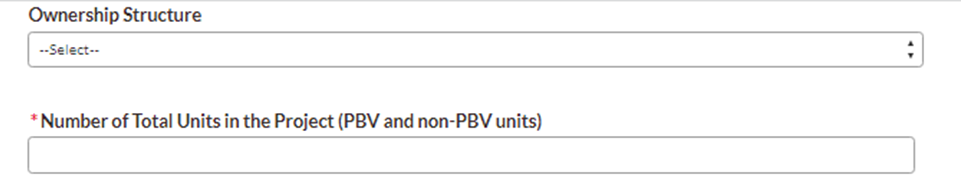 Ownership Structure
--Select--
*Number of Total Units in the Project (PBV and non-PBV units)